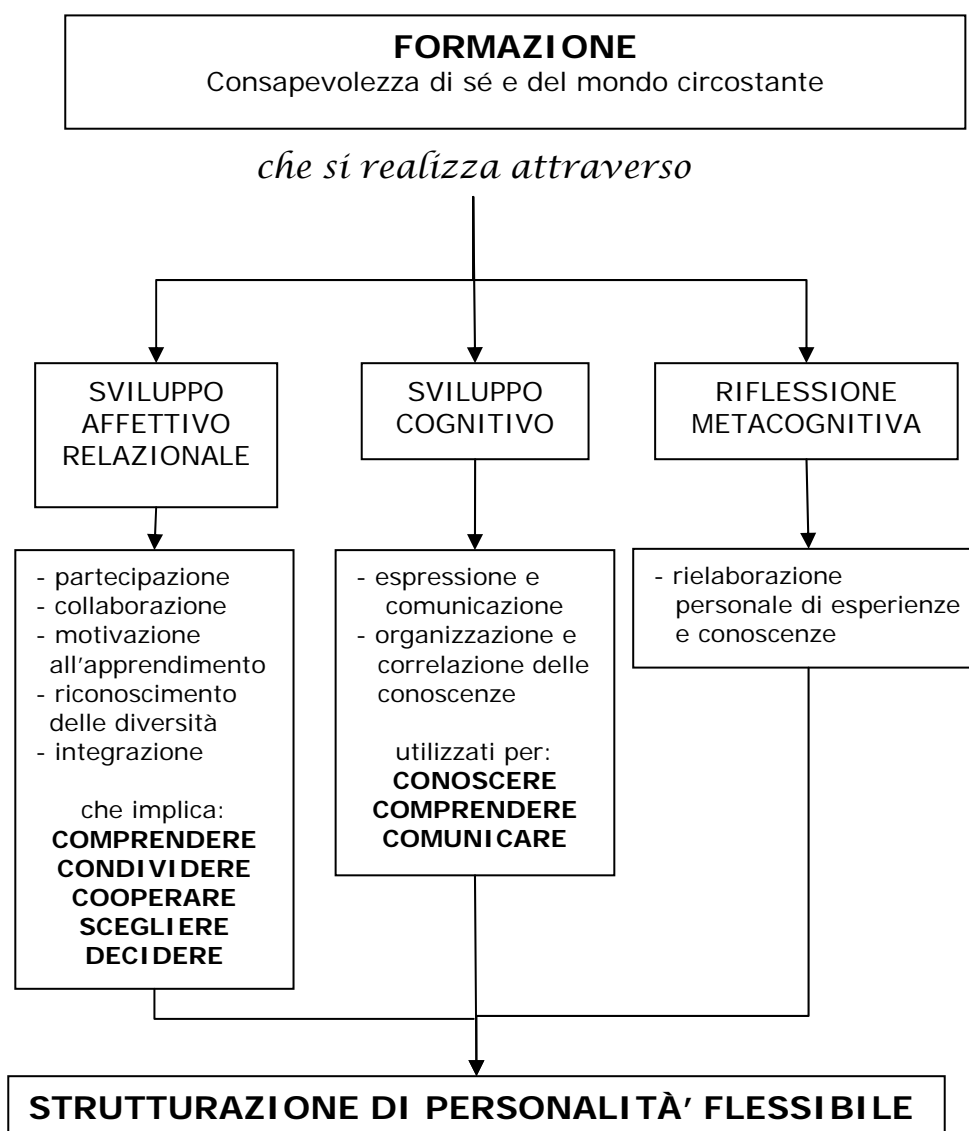 FORMAZIONE
Consapevolezza di sé e del mondo circostante
che si realizza attraverso
SVILUPPO
AFFETTIVO
RELAZIONALE
SVILUPPO
COGNITIVO
RIFLESSIONE
METACOGNITIVA
- partecipazione
- collaborazione
- motivazione
all'apprendimento
- riconoscimento
delle diversità
- integrazione
che implica:
COMPRENDERE
CONDIVIDERE
COOPERARE
SCEGLIERE
DECIDERE
- espressione e
comunicazione
- organizzazione e
correlazione delle
conoscenze
utilizzati per:
CONOSCERE
COMPRENDERE
COMUNICARE
- rielaborazione
personale di esperienze
e conoscenze
STRUTTURAZIONE DI PERSONALITÀ' FLESSIBILE